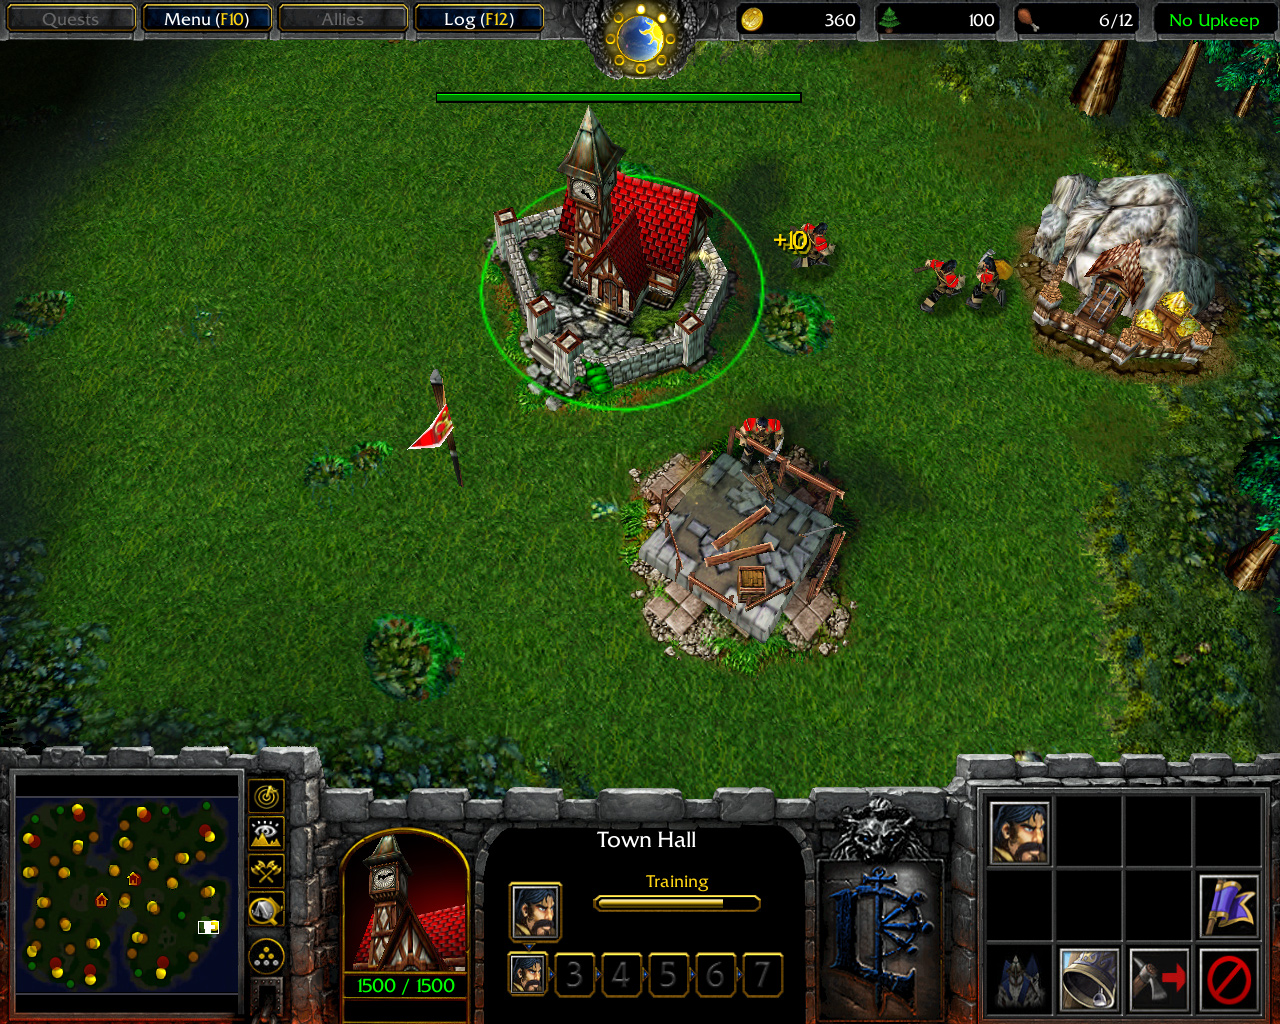 Quests Menu (F10) Allies Log (F12) 360 100 6/12 No Upkeep
+10
Town Hall
Training
1500 / 1500
3 4 5 6 7